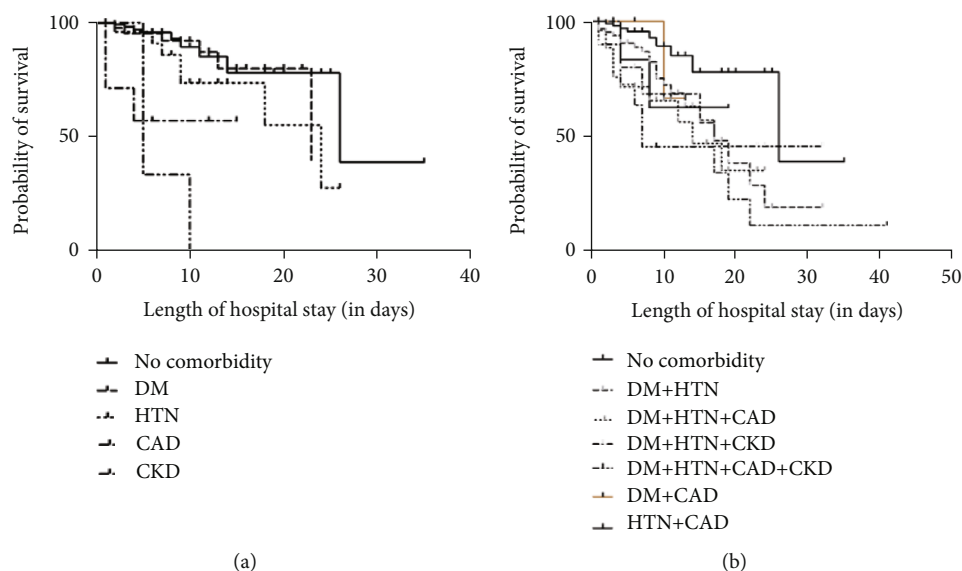 100
50
0
Probability of survival
0
10
20
30
40
Length of hospital stay (in days)
No comorbidity
DM
HTN
CAD
CKD
(a)
100
50
0
Probability of survival
0
10
20
30
40
50
Length of hospital stay (in days)
No comorbidity
DM+HTN
DM+HTN+CAD
DM+HTN+CKD
DM+HTN+CAD+CKD
DM+CAD
HTN+CAD
(b)